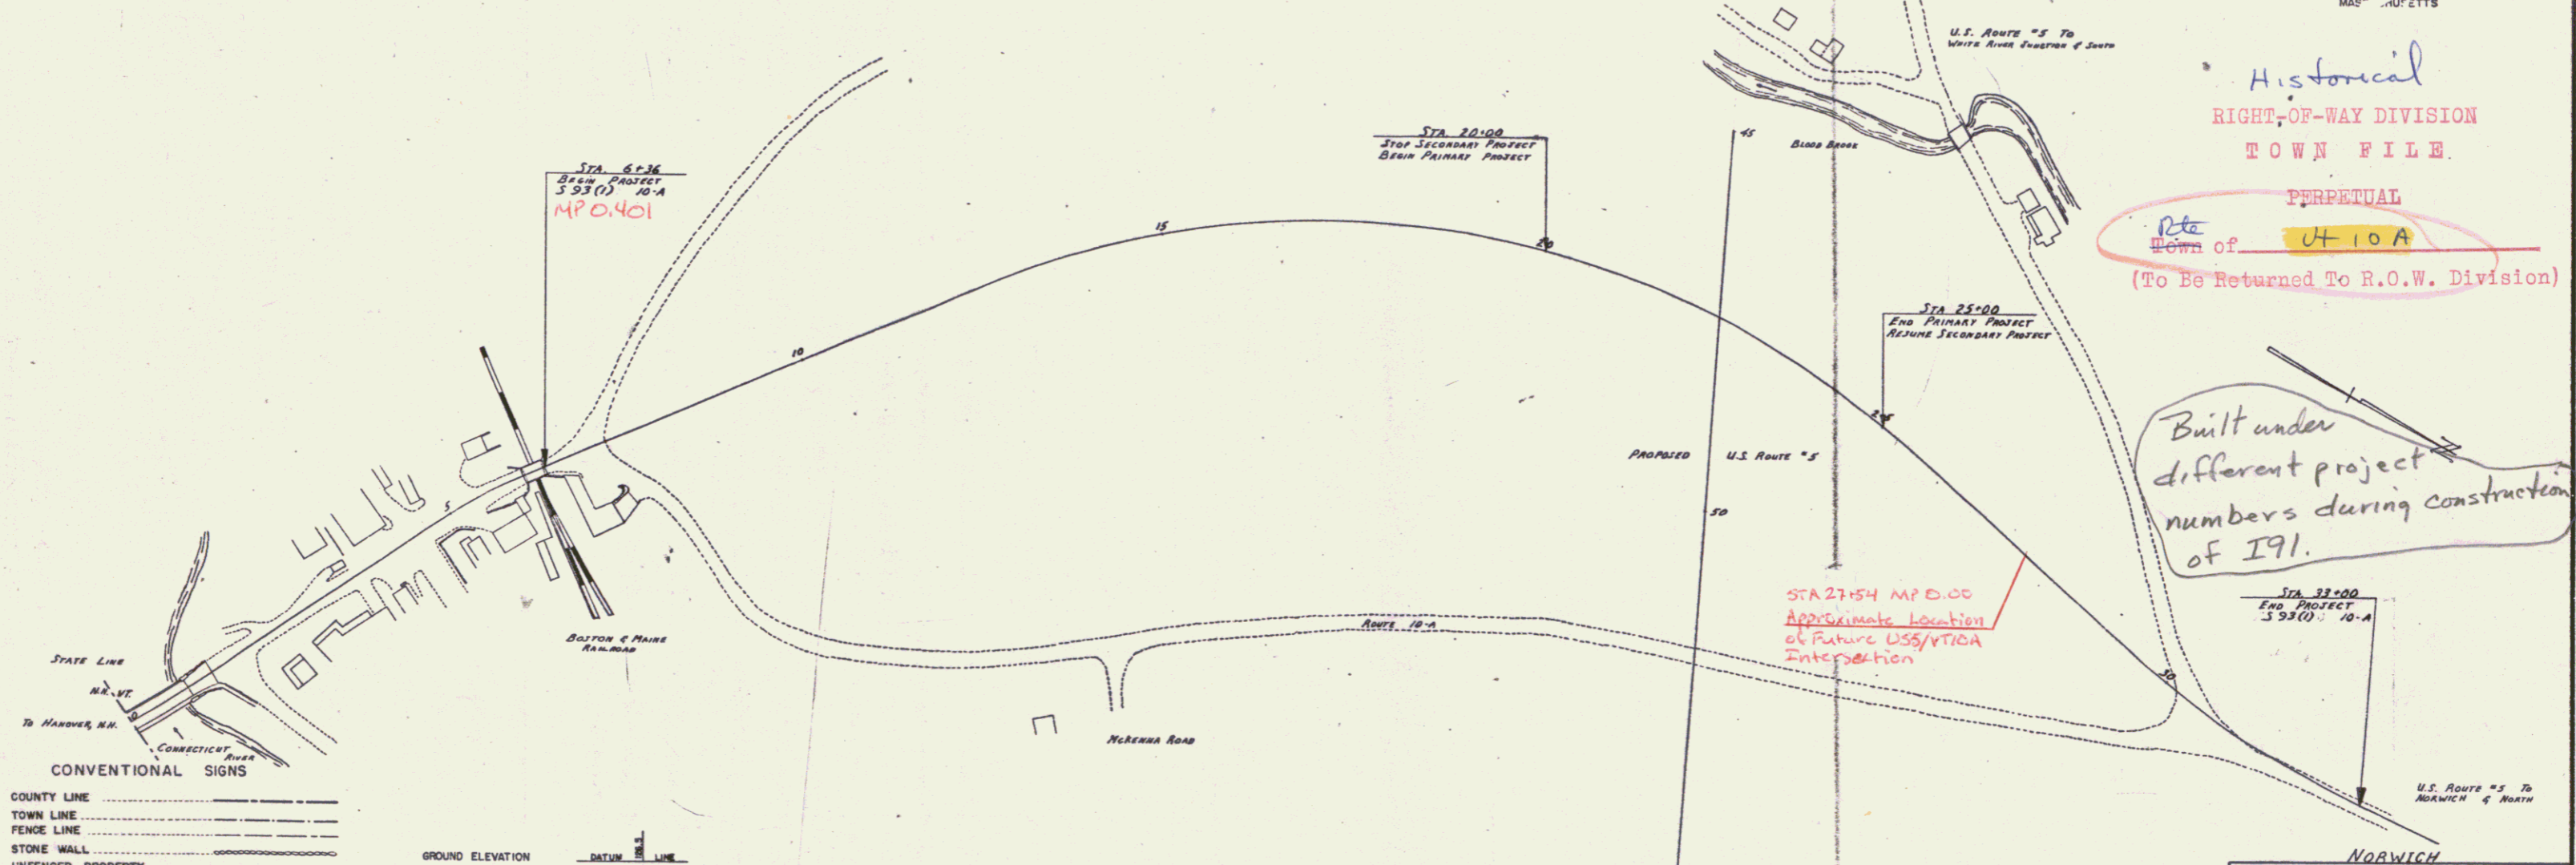 U.S. ROUTE #5 TO
WHITE RIVER JUNCTION & SOUTH
Historical
RIGHT-OF-WAY DIVISION
TOWN FILE
PERPETUAL
Rte
Town of Vt 10 A
(To Be Returned To R.O.W. Division)
STA. 6+36
BEGIN PROJECT
S 93(1) 10-A
MP 0.401
STA. 20+00
STOP SECONDARY PROJECT
BEGIN PRIMARY PROJECT
45
BLOOD BROOK
15
20
10
STA 25+00
END PRIMARY PROJECT
RESUME SECONDARY PROJECT
25
PROPOSED U.S. ROUTE #5
50
5
Built under
different project
numbers during construction
of I91.
STA 27+54 MP 0.00
Approximate Location
of Future US5/VT10A
Intersection
STA. 33+00
END PROJECT
S 93(1) 10-A
ROUTE 10-A
BOSTON & MAINE
RAILROAD
STATE LINE
N.H. VT.
0
TO HANOVER, N.H.
CONNECTICUT
RIVER
30
MCKENNA ROAD
U.S. ROUTE #5 TO
NORWICH & NORTH
NORWICH
CONVENTIONAL SIGNS
COUNTY LINE
TOWN LINE
FENCE LINE
STONE WALL
GROUND ELEVATION
DATUM LINE